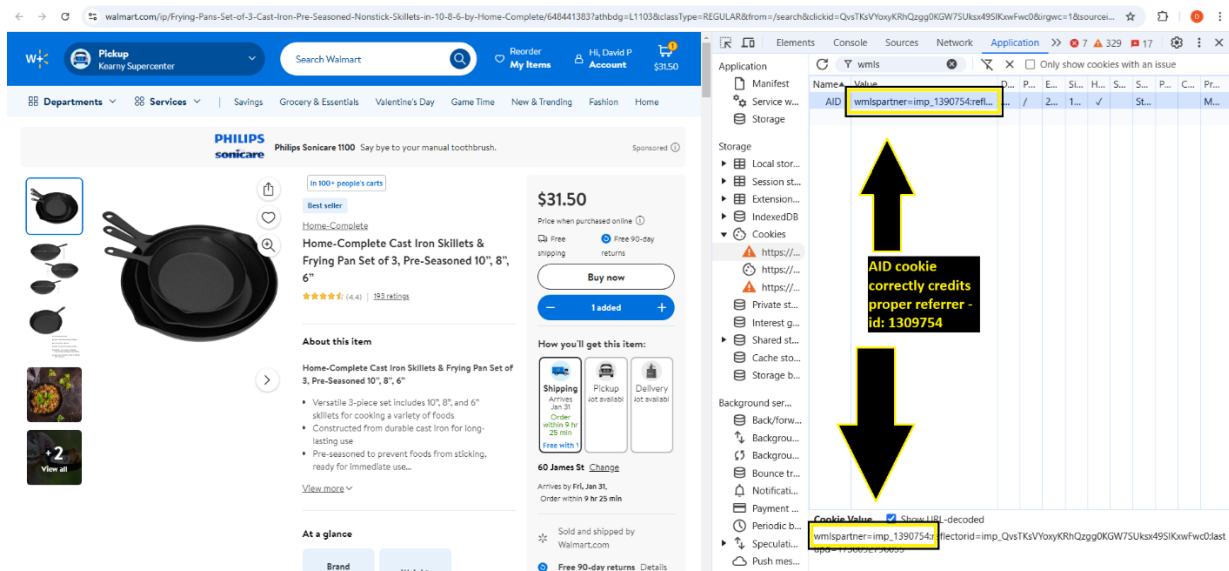 walmart.com/ip/Frying-Pans-Set-of-3-Cast-Iron-Pre-Seasoned-Nonstick-Skillets-in-10-8-6-by-Home-Complete/648441383?athbdg=L1103&classType=REGULAR&from=/search&clickid=QvsTKsVYoxyKRhQzgg0KGW7SUksx49SIKxwFwc0&irgwc=1&sourcei...
Pickup
Kearny Supercenter
Search Walmart
Reorder
My Items
Hi, David P
Account
$31.50
Departments
Services
Savings
Grocery & Essentials
Valentine's Day
Game Time
New & Trending
Fashion
Home
PHILIPS
sonicare
Philips Sonicare 1100 Say bye to your manual toothbrush.
Sponsored
In 100+ people's carts
Best seller
Home-Complete
Home-Complete Cast Iron Skillets &
Frying Pan Set of 3, Pre-Seasoned 10”, 8”,
6”
(4.4) | 193 ratings
About this item
Home-Complete Cast Iron Skillets & Frying Pan Set of
3, Pre-Seasoned 10”, 8”, 6”
• Versatile 3-piece set includes 10”, 8”, and 6”
skillets for cooking a variety of foods
• Constructed from durable cast iron for long-
lasting use
• Pre-seasoned to prevent foods from sticking,
ready for immediate use...
View more
At a glance
Brand
+2
View all
$31.50
Price when purchased online
Free
shipping
Free 90-day
returns
Buy now
− 1 added +
How you'll get this item:
Shipping
Arrives
Jan 31
Order
within 9 hr
25 min
Free with
Pickup
Delivery
60 James St Change
Arrives by Fri, Jan 31,
Order within 9 hr 25 min
Sold and shipped by
Walmart.com
Free 90-day returns Details
Elements
Console
Sources
Network
Application
7
329
17
Application
Manifest
Service w...
Storage
Storage
Local stor...
Session st...
Extension...
IndexedDB
Cookies
https://...
https://...
https://...
Private st...
Interest g...
Shared st...
Cache sto...
Storage b...
Background ser...
Back/forw...
Backgrou...
Backgrou...
Bounce tr...
Notificati...
Payment ...
Periodic b...
Speculati...
Push mes...
wmls
Only show cookies with an issue
Name Value D... P... E... Si... H... S... S... P... C... Pr...
AID wmlspartner=imp_1390754:refl... ... / 2... 1... ✓ St... M...
AID cookie
correctly credits
proper referrer -
id: 1309754
Cookie Value Show URL-decoded
wmlspartner=imp_1390754:reflectorid=imp_QvsTKsVYoxyKRhQzgg0KGW7SUksx49SIKxwFwc0:last